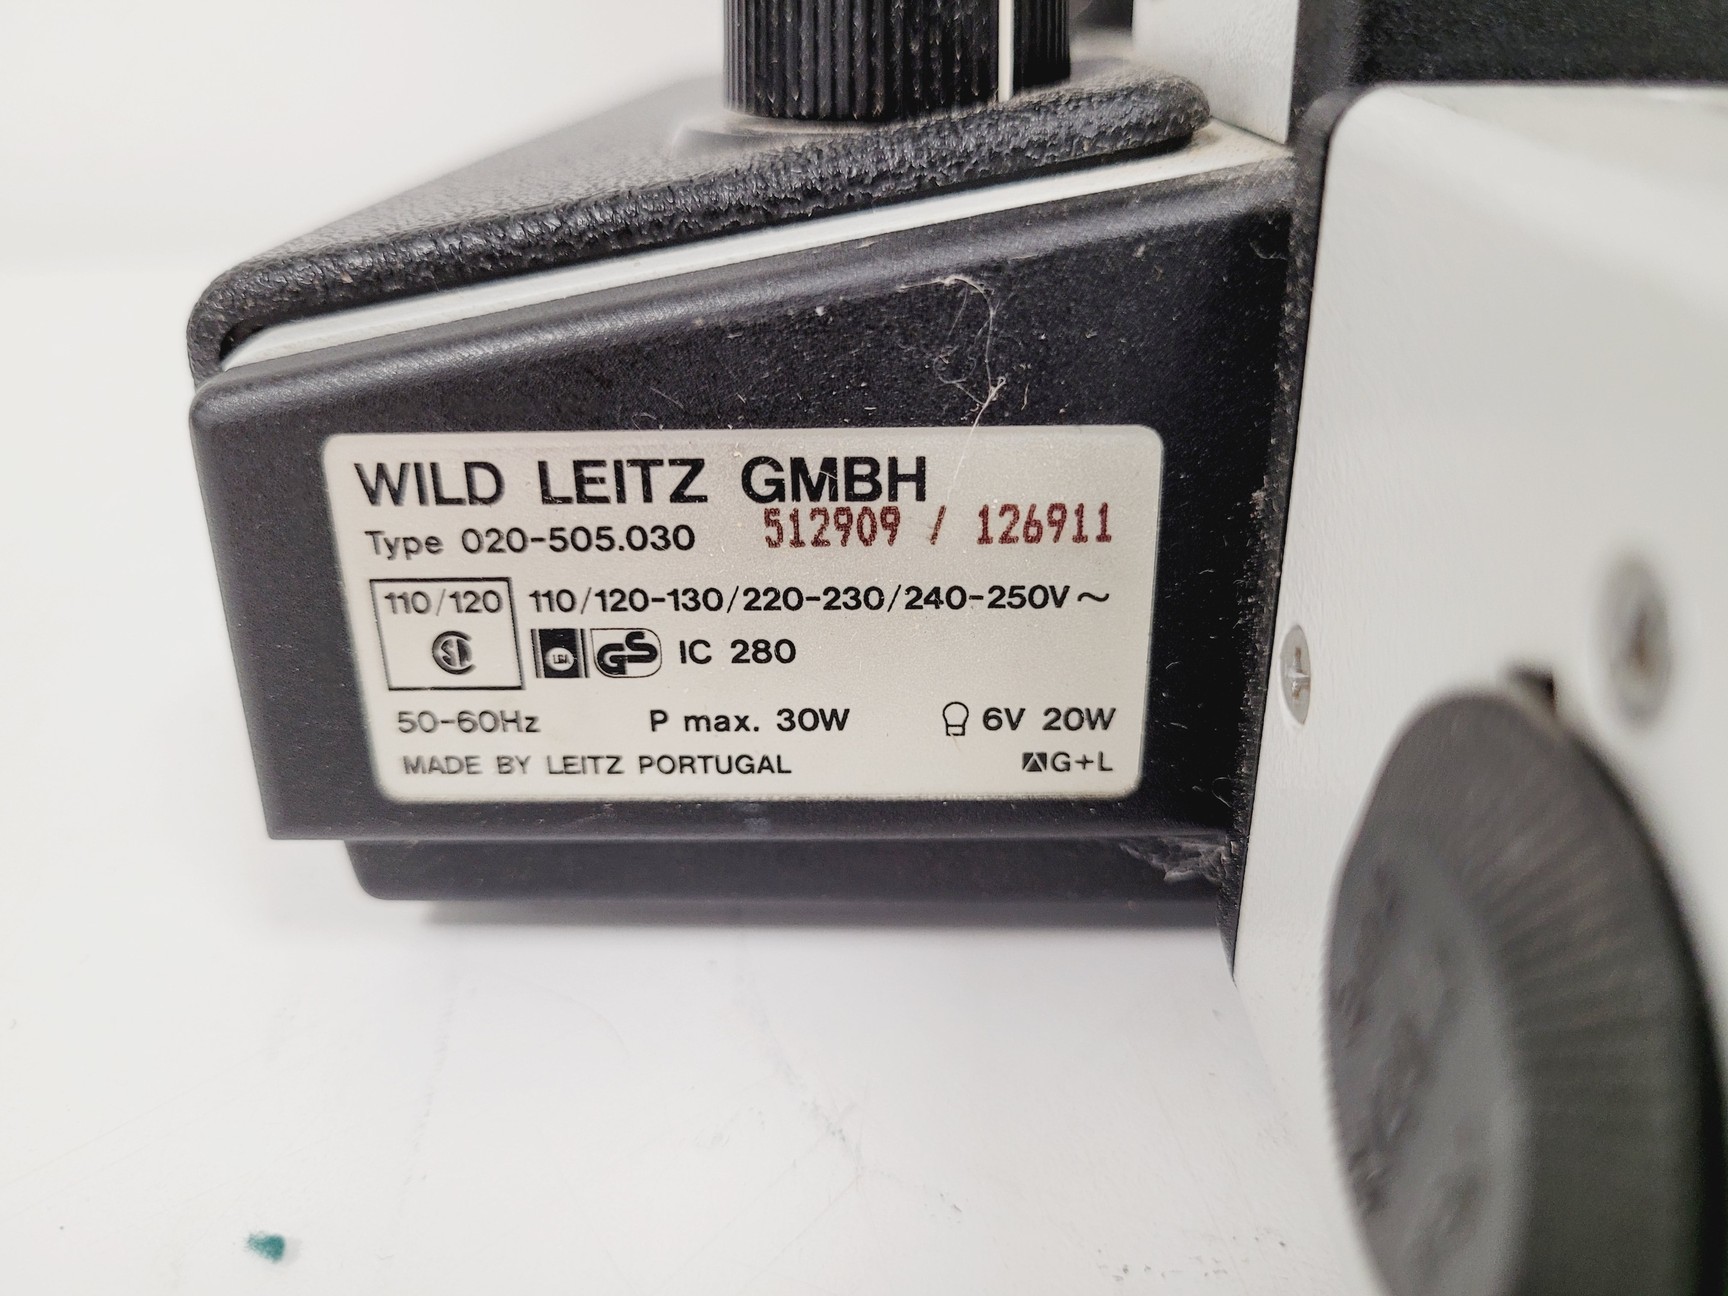 WILD LEITZ GMBH
Type 020-505.030 512909 / 126911
110/120 110/120-130/220-230/240-250V~
GS IC 280
50-60Hz P max. 30W 6V 20W
MADE BY LEITZ PORTUGAL G+L